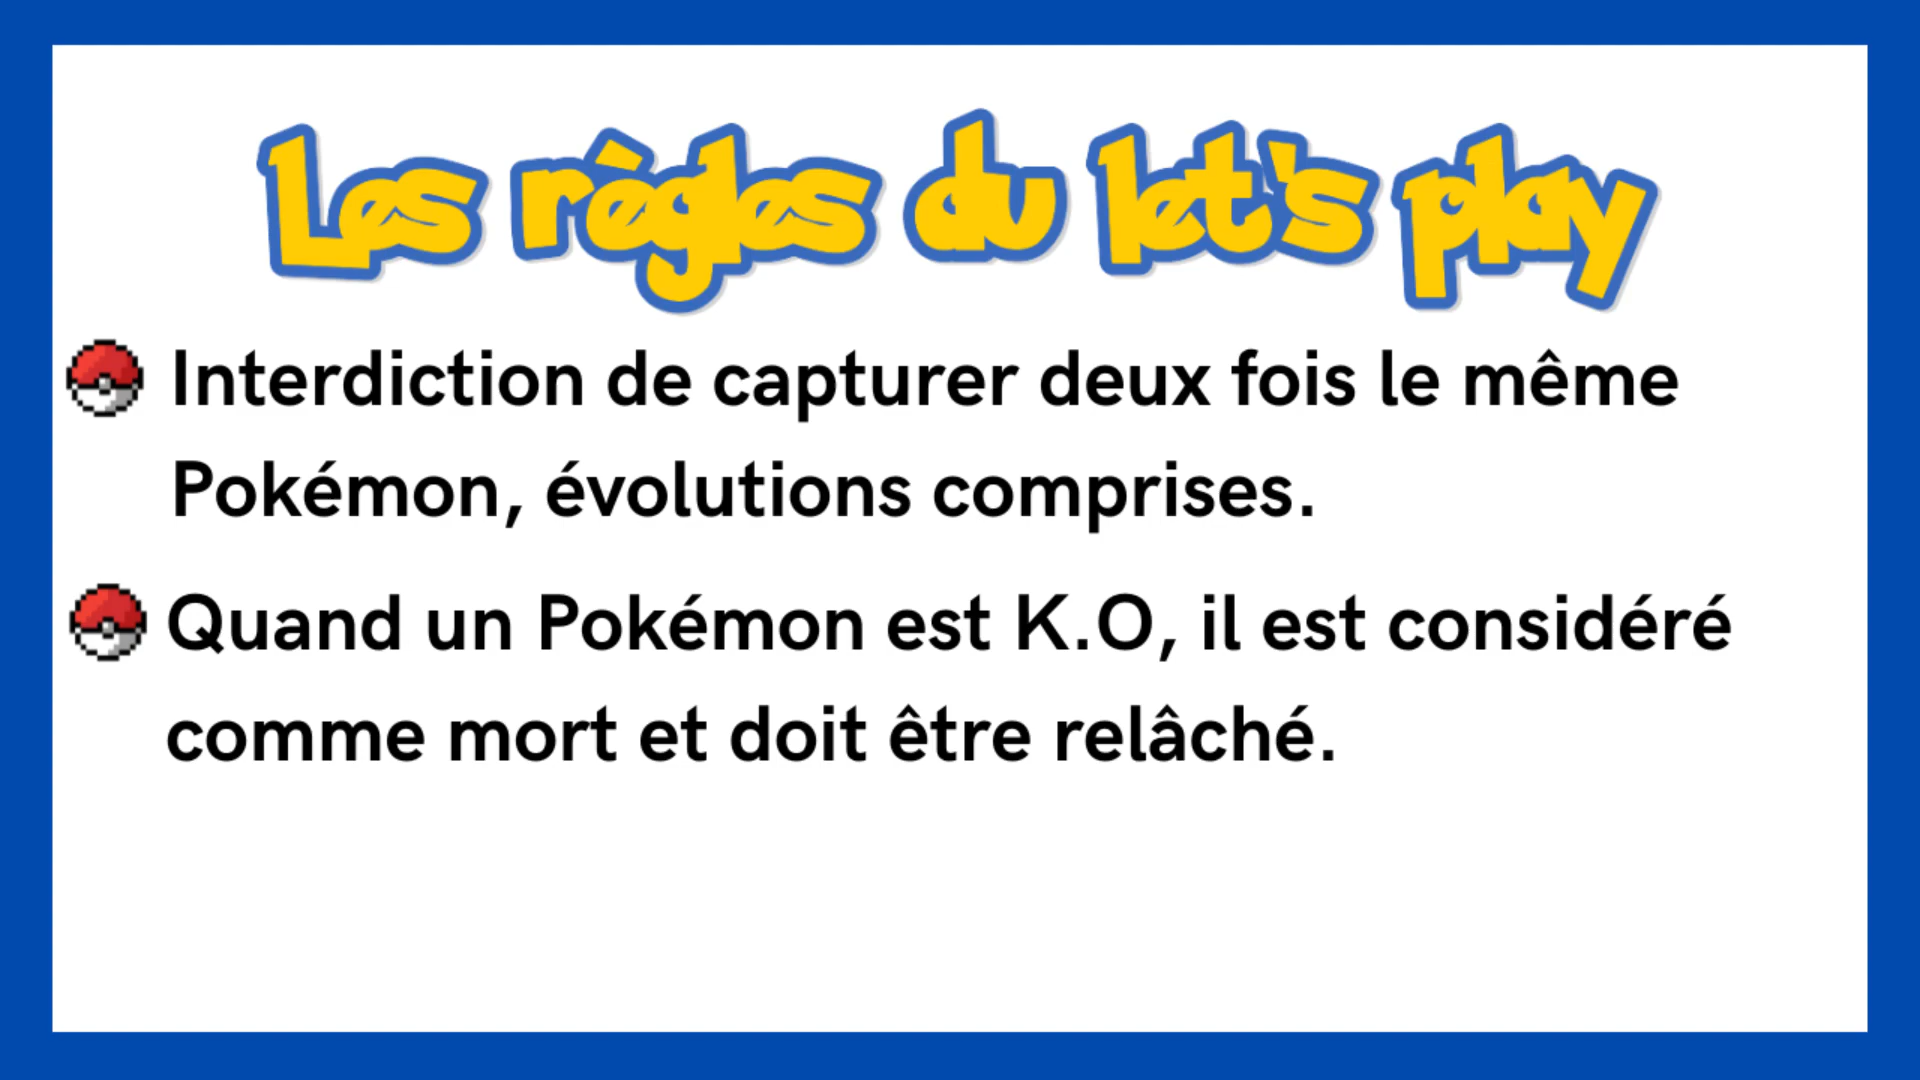 Les règles du let's play
Interdiction de capturer deux fois le même
Pokémon, évolutions comprises.
Quand un Pokémon est K.O, il est considéré
comme mort et doit être relâché.